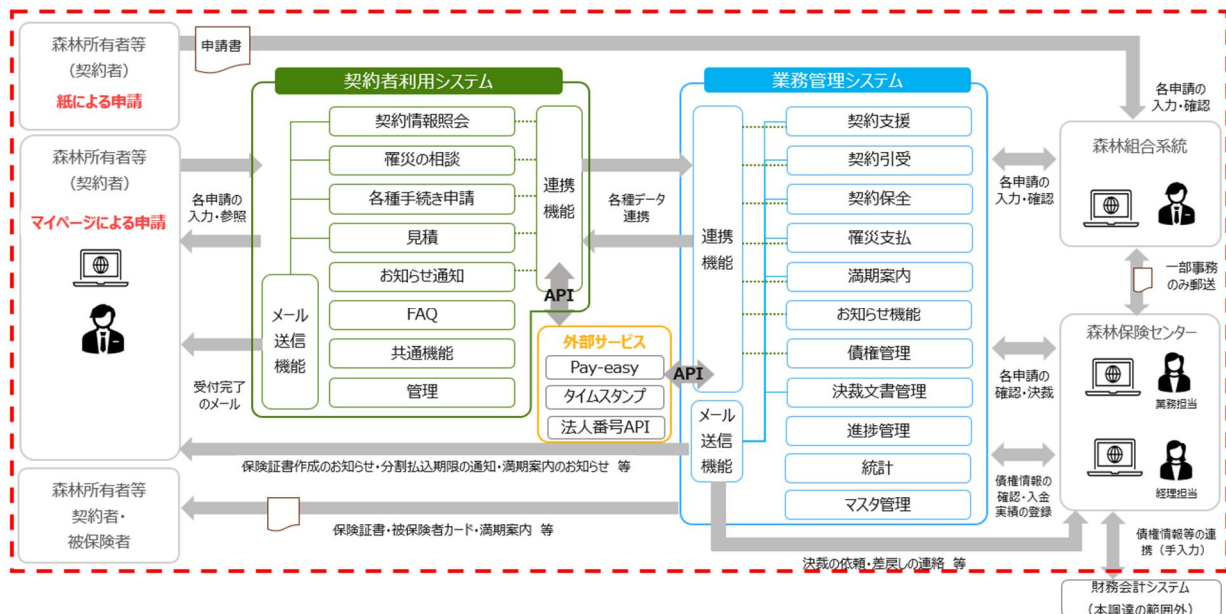 森林所有者等
(契約者)
紙による申請
申請書
契約者利用システム
業務管理システム
各申請の
入力・確認
森林所有者等
(契約者)
マイページによる申請
各申請の
入力・参照
受付完了
のメール
契約情報照会
罹災の相談
各種手続き申請
見積
お知らせ通知
FAQ
共通機能
管理
メール
送信
機能
連携
機能
API
各種データ
連携
外部サービス
Pay-easy
タイムスタンプ
法人番号API
API
連携
機能
メール
送信
機能
契約支援
契約引受
契約保全
罹災支払
満期案内
お知らせ機能
債権管理
決裁文書管理
進捗管理
統計
マスタ管理
各申請の
入力・確認
森林組合系統
一部事務
のみ郵送
森林保険センター
業務担当
経理担当
各申請の
確認・決裁
債権情報の
確認・入金
実績の登録
保険証書作成のお知らせ・分割払込期限の通知・満期案内のお知らせ 等
森林所有者等
契約者・
被保険者
保険証書・被保険者カード・満期案内 等
決裁の依頼・差戻しの連絡 等
債権情報等の連
携(手入力)
財務会計システム
(本調達の範囲外)